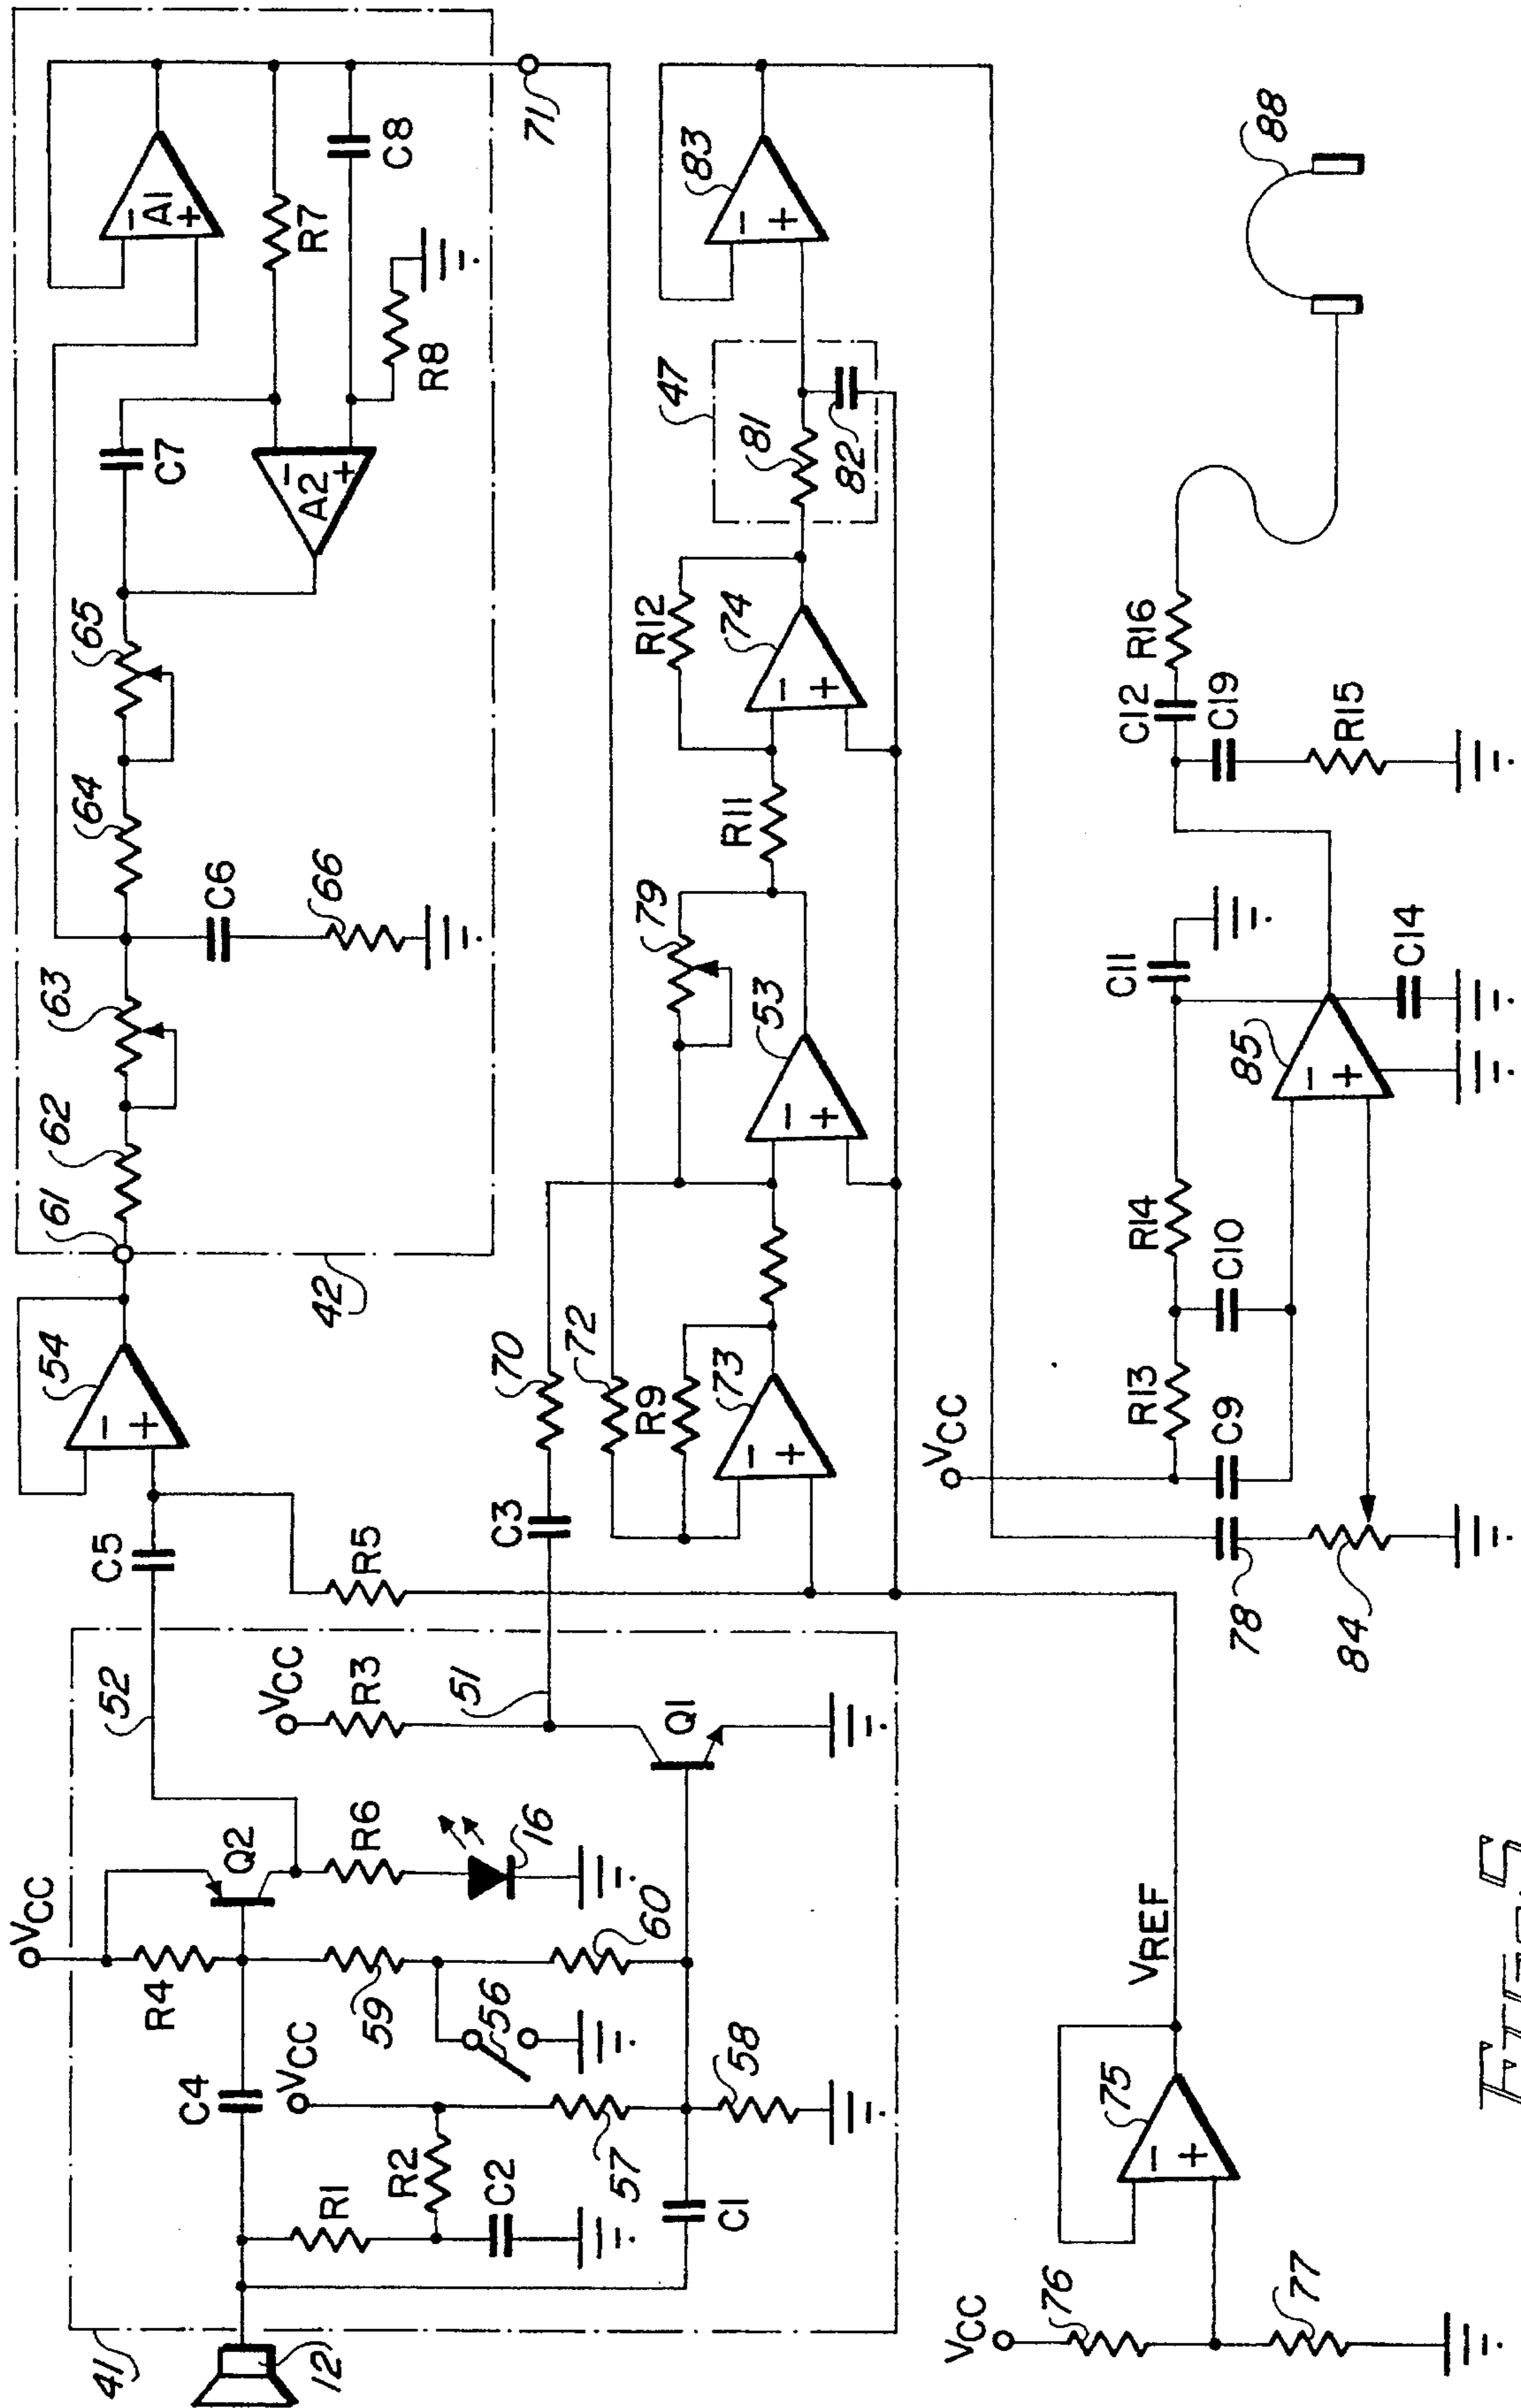 41
12
VCC
R4
C4
Q2
52
R1
R2
C2
VCC
59
56
R6
16
VCC
R3
51
57
58
60
C1
Q1
C5
R5
54
−
+
61
62
63
64
65
C6
66
42
C7
A2
−
+
R7
C8
R8
A1
−
+
71
C3
70
72
R9
73
−
+
79
53
−
+
R11
R12
74
−
+
47
81
82
83
−
+
VCC
76
77
75
−
+
VREF
78
84
VCC
R13
C9
C10
R14
C11
85
−
+
C14
C12
C19
R15
R16
88
FIG. 5